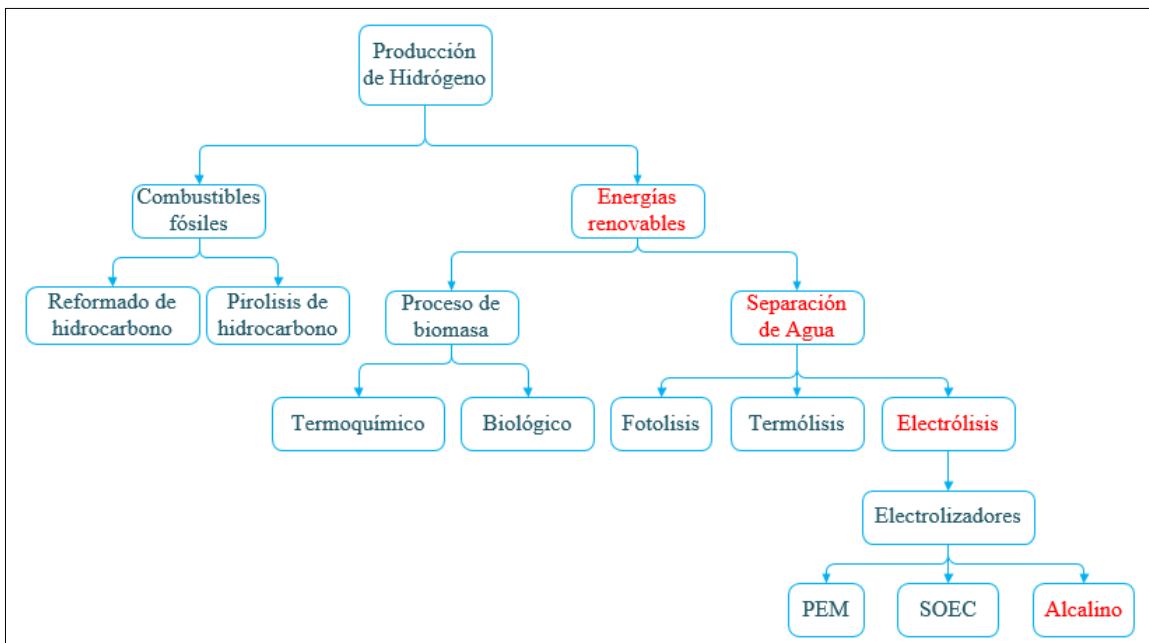 Producción
de Hidrógeno
Combustibles
fósiles
Energías
renovables
Reformado de
hidrocarbono
Pirolisis de
hidrocarbono
Proceso de
biomasa
Separación
de Agua
Termoquímico
Biológico
Fotolisis
Termólisis
Electrólisis
Electrolizadores
PEM
SOEC
Alcalino